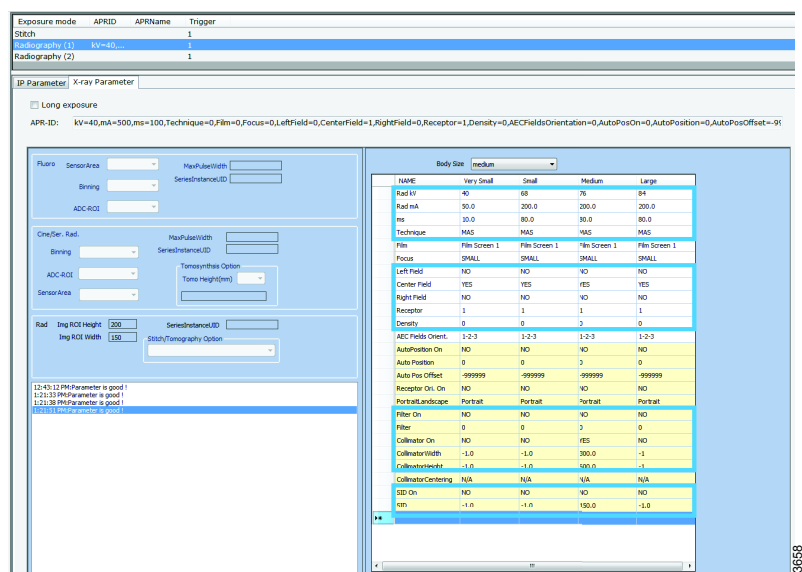 Exposure mode APRID APRName Trigger
Stitch 1
Radiography (1) kV=40,... 1
Radiography (2) 1
IP Parameter X-ray Parameter
Long exposure
APR-ID: kV=40,mA=500,ms=100,Technique=0,Film=0,Focus=0,LeftField=0,CenterField=1,RightField=0,Receptor=1,Density=0,AECFieldsOrientation=0,AutoPosOn=0,AutoPosition=0,AutoPosOffset=-99
Fluoro SensorArea MaxPulseWidth
Binning SeriesInstanceUID
ADC-ROI
Cine/Ser. Rad. MaxPulseWidth
Binning SeriesInstanceUID
Tomosynthsis Option
ADC-ROI Tomo Height(mm)
SensorArea
Rad Img ROI Height 200 SeriesInstanceUID
Img ROI Width 150 Stitch/Tomography Option
12:43:12 PM:Parameter is good !
1:21:33 PM:Parameter is good !
1:21:38 PM:Parameter is good !
1:21:51 PM:Parameter is good !
Body Size medium
NAME Very Small Small Medium Large
Rad kV 40 68 76 84
Rad mA 50.0 200.0 200.0 200.0
ms 10.0 80.0 80.0 80.0
Technique MAS MAS MAS MAS
Film Film Screen 1 Film Screen 1 Film Screen 1 Film Screen 1
Focus SMALL SMALL SMALL SMALL
Left Field NO NO NO NO
Center Field YES YES YES YES
Right Field NO NO NO NO
Receptor 1 1 1 1
Density 0 0 0 0
AEC Fields Orient. 1-2-3 1-2-3 1-2-3 1-2-3
AutoPosition On NO NO NO NO
Auto Position 0 0 0 0
Auto Pos Offset -999999 -999999 -999999 -999999
Receptor Ori. On NO NO NO NO
PortraitLandscape Portrait Portrait Portrait Portrait
Filter On NO NO NO NO
Filter 0 0 0 0
Collimator On NO NO YES NO
CollimatorWidth -1.0 -1.0 300.0 -1
CollimatorHeight -1.0 -1.0 500.0 -1
CollimatorCentering N/A N/A N/A N/A
SID On NO NO NO NO
SID -1.0 -1.0 150.0 -1.0
3658